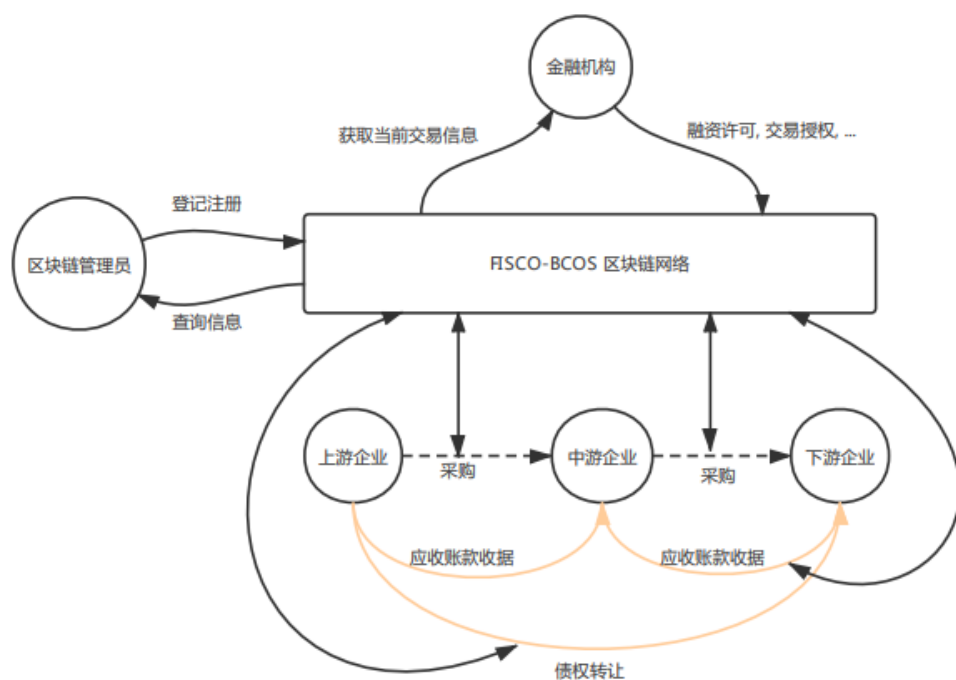 金融机构
获取当前交易信息
融资许可, 交易授权, ...
登记注册
区块链管理员
FISCO-BCOS 区块链网络
查询信息
上游企业
采购
中游企业
采购
下游企业
应收账款收据
应收账款收据
债权转让